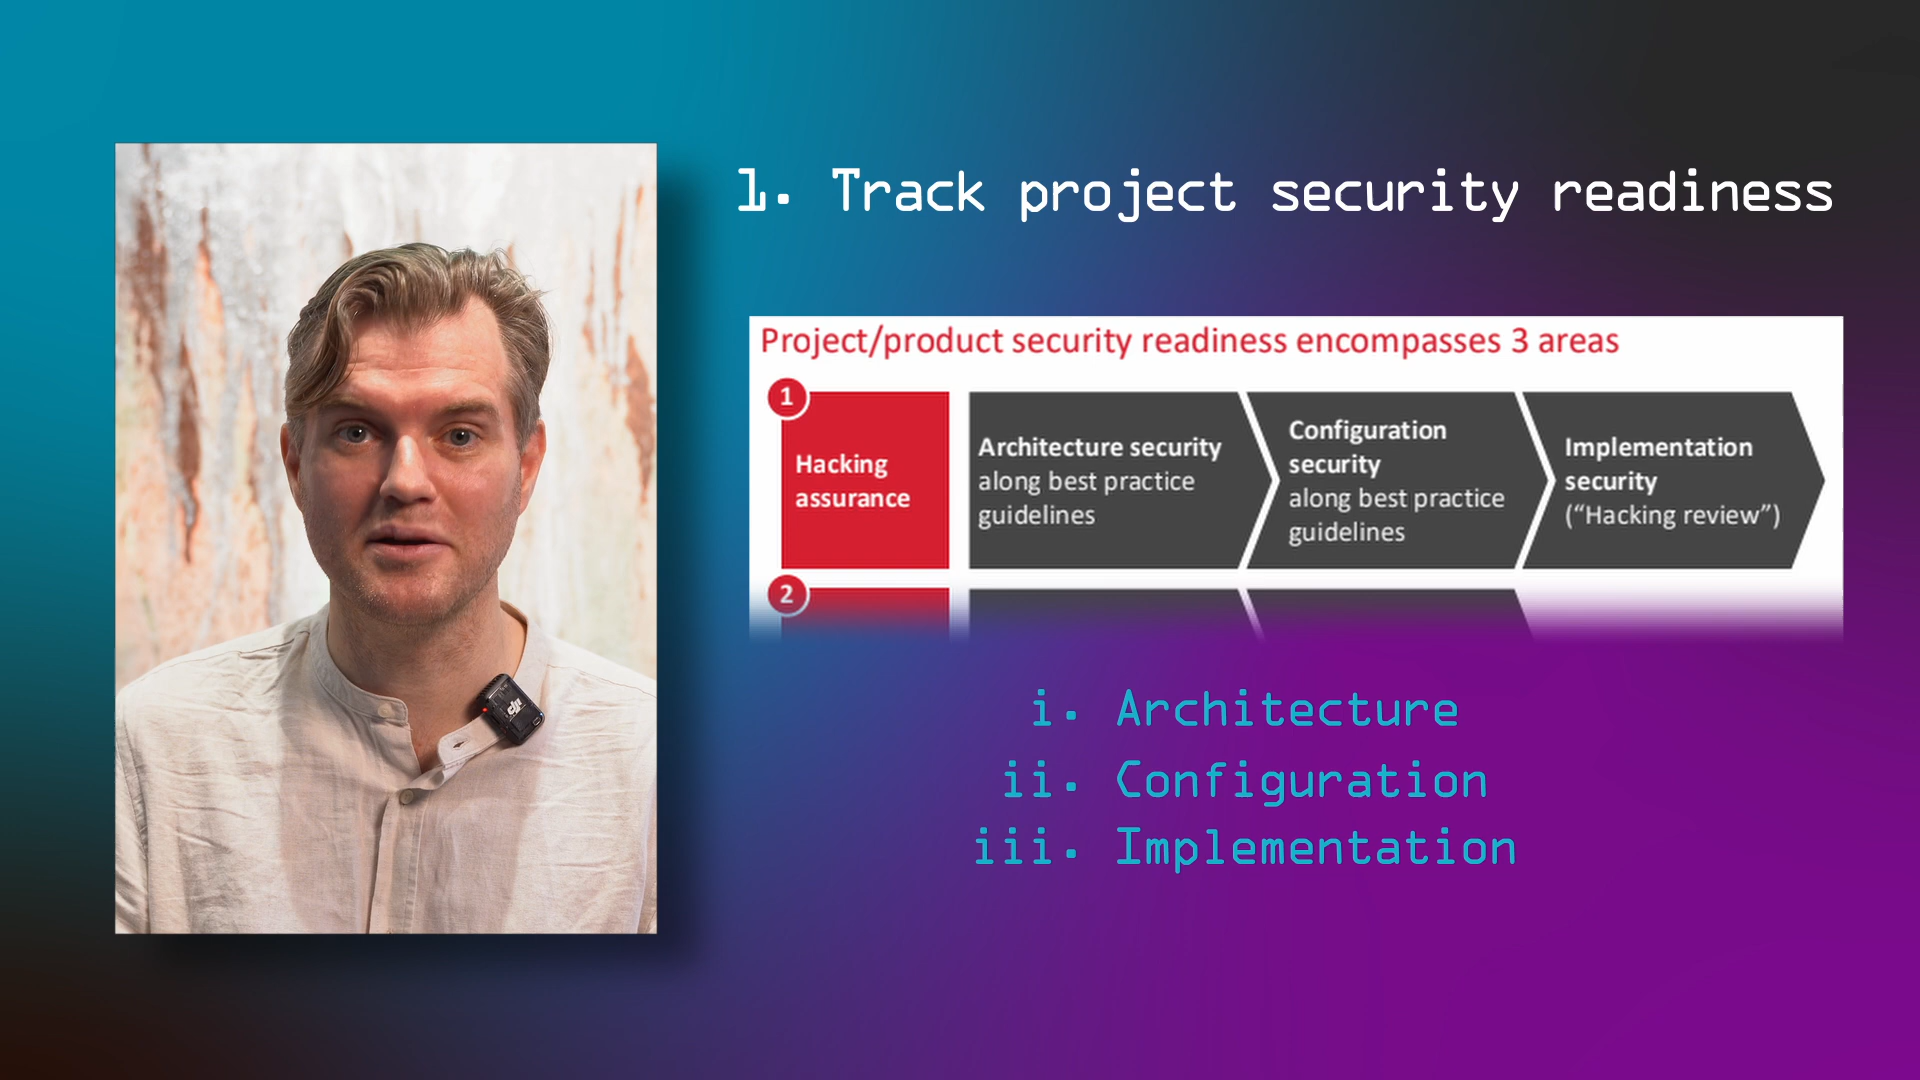 1. Track project security readiness
Project/product security readiness encompasses 3 areas
1
Hacking
assurance
Architecture security
along best practice
guidelines
Configuration
security
along best practice
guidelines
Implementation
security
(“Hacking review”)
2
i. Architecture
ii. Configuration
iii. Implementation
dji